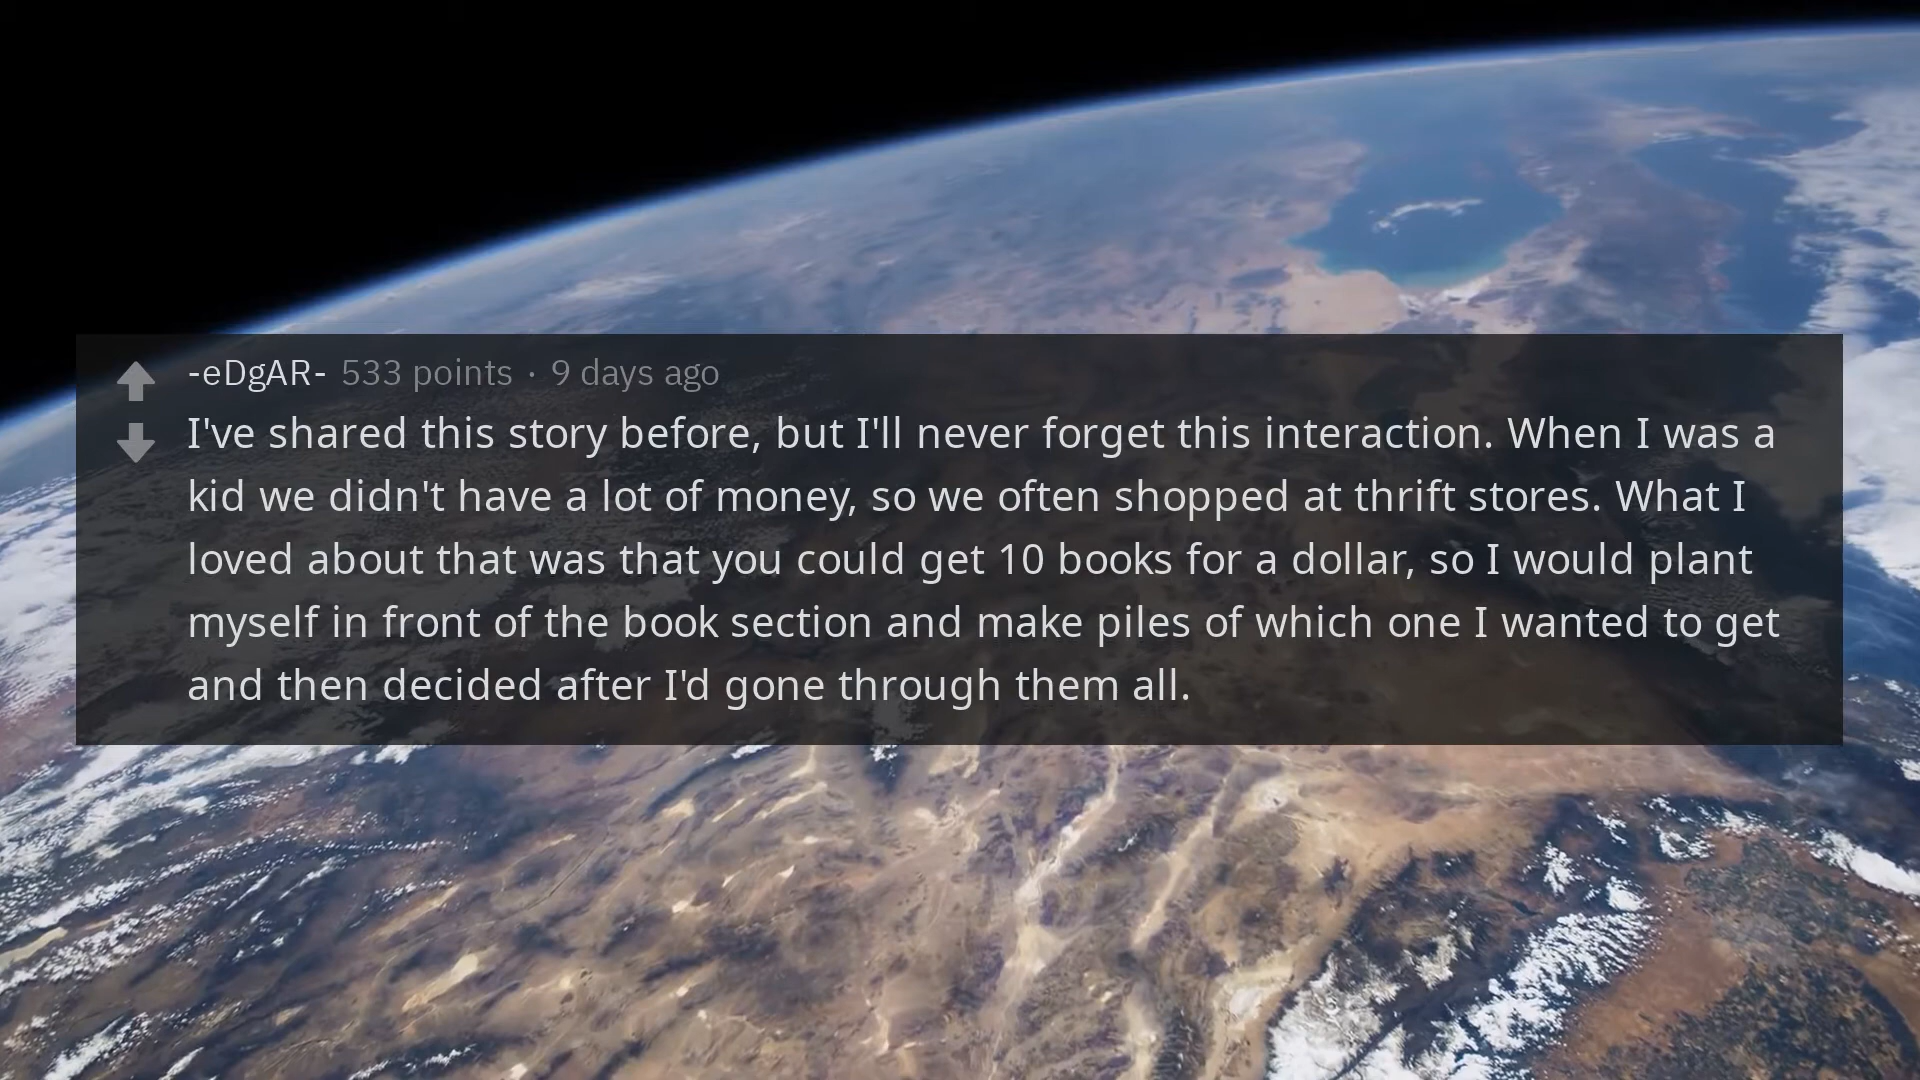 -eDgAR- 533 points · 9 days ago
I've shared this story before, but I'll never forget this interaction. When I was a
kid we didn't have a lot of money, so we often shopped at thrift stores. What I
loved about that was that you could get 10 books for a dollar, so I would plant
myself in front of the book section and make piles of which one I wanted to get
and then decided after I'd gone through them all.